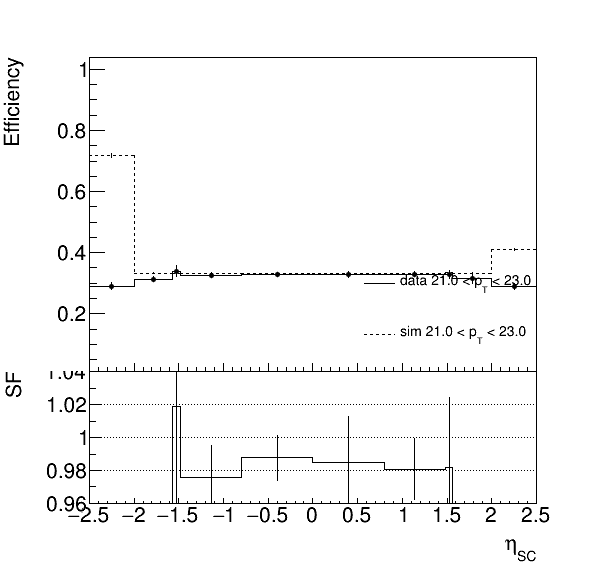 Efficiency
1
0.8
0.6
0.4
0.2
data 21.0 < p_T < 23.0
sim 21.0 < p_T < 23.0
SF
1.04
1.02
1
0.98
0.96
−2.5 −2 −1.5 −1 −0.5 0 0.5 1 1.5 2 2.5
η_SC